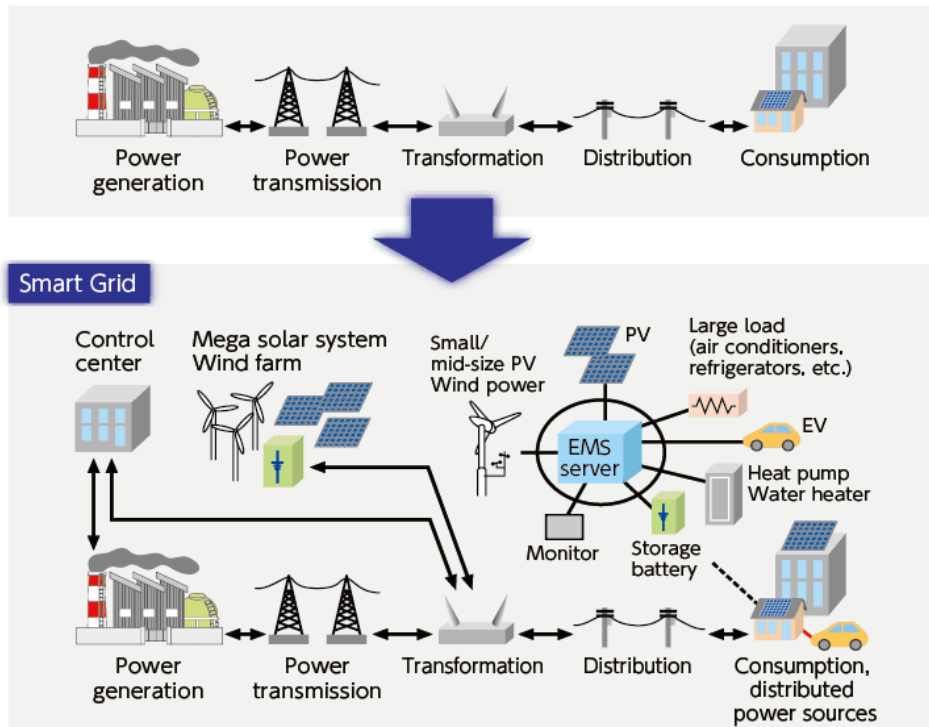 Power
generation
Power
transmission
Transformation
Distribution
Consumption
Smart Grid
Control
center
Mega solar system
Wind farm
Small/
mid-size PV
Wind power
PV
Large load
(air conditioners,
refrigerators, etc.)
EV
EMS
server
Heat pump
Water heater
Monitor
Storage
battery
Power
generation
Power
transmission
Transformation
Distribution
Consumption,
distributed
power sources